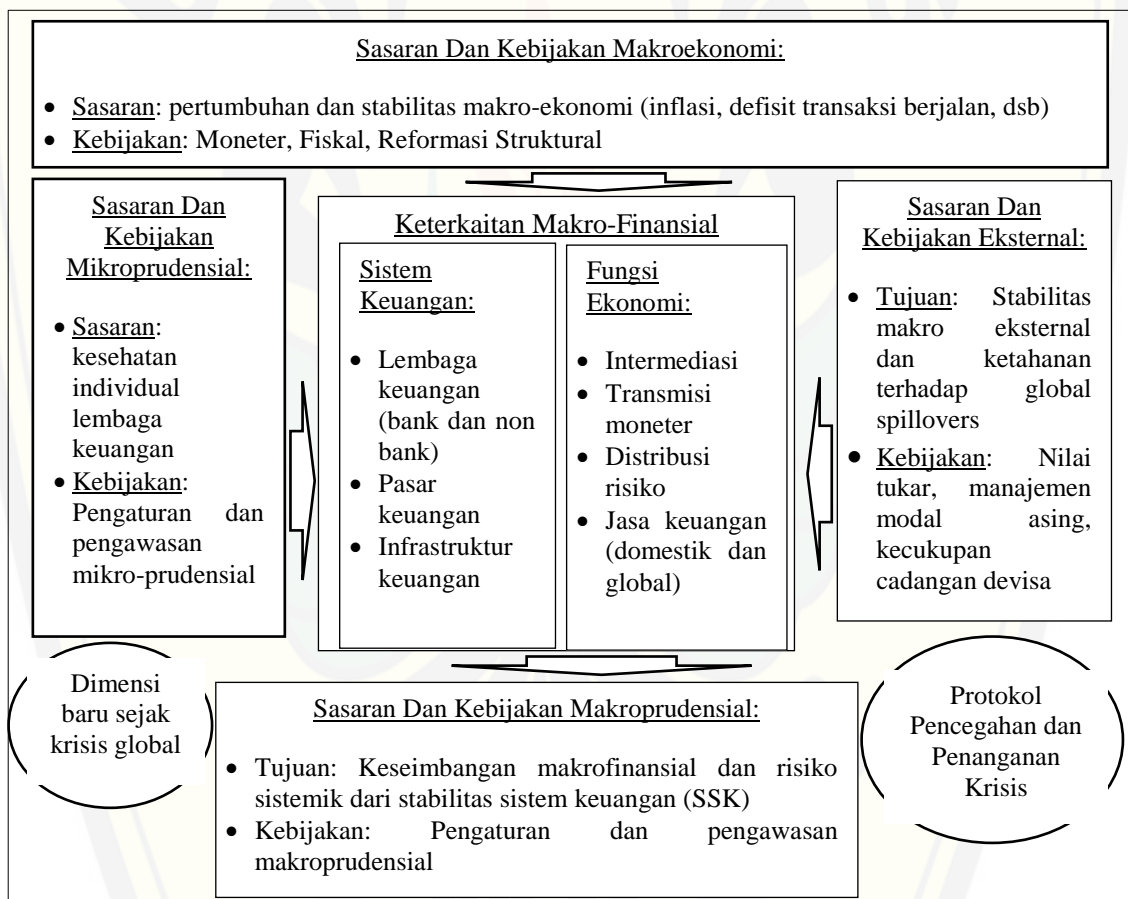 Sasaran Dan Kebijakan Makroekonomi:
• Sasaran: pertumbuhan dan stabilitas makro-ekonomi (inflasi, defisit transaksi berjalan, dsb)
• Kebijakan: Moneter, Fiskal, Reformasi Struktural
Sasaran Dan
Kebijakan
Mikroprudensial:
• Sasaran:
kesehatan
individual
lembaga
keuangan
• Kebijakan:
Pengaturan dan
pengawasan
mikro-prudensial
Keterkaitan Makro-Finansial
Sistem
Keuangan:
• Lembaga
keuangan
(bank dan non
bank)
• Pasar
keuangan
• Infrastruktur
keuangan
Fungsi
Ekonomi:
• Intermediasi
• Transmisi
moneter
• Distribusi
risiko
• Jasa keuangan
(domestik dan
global)
Sasaran Dan
Kebijakan Eksternal:
• Tujuan: Stabilitas
makro eksternal
dan ketahanan
terhadap global
spillovers
• Kebijakan: Nilai
tukar, manajemen
modal asing,
kecukupan
cadangan devisa
Dimensi
baru sejak
krisis global
Sasaran Dan Kebijakan Makroprudensial:
• Tujuan: Keseimbangan makrofinansial dan risiko
sistemik dari stabilitas sistem keuangan (SSK)
• Kebijakan: Pengaturan dan pengawasan
makroprudensial
Protokol
Pencegahan dan
Penanganan
Krisis